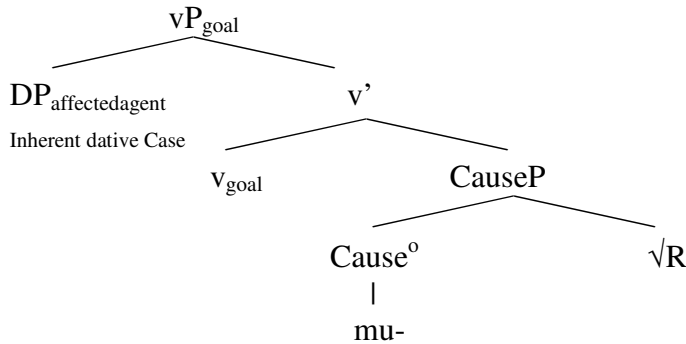 vPgoal
DPaffectedagent v’
Inherent dative Case
vgoal CauseP
Causeo √R
mu-